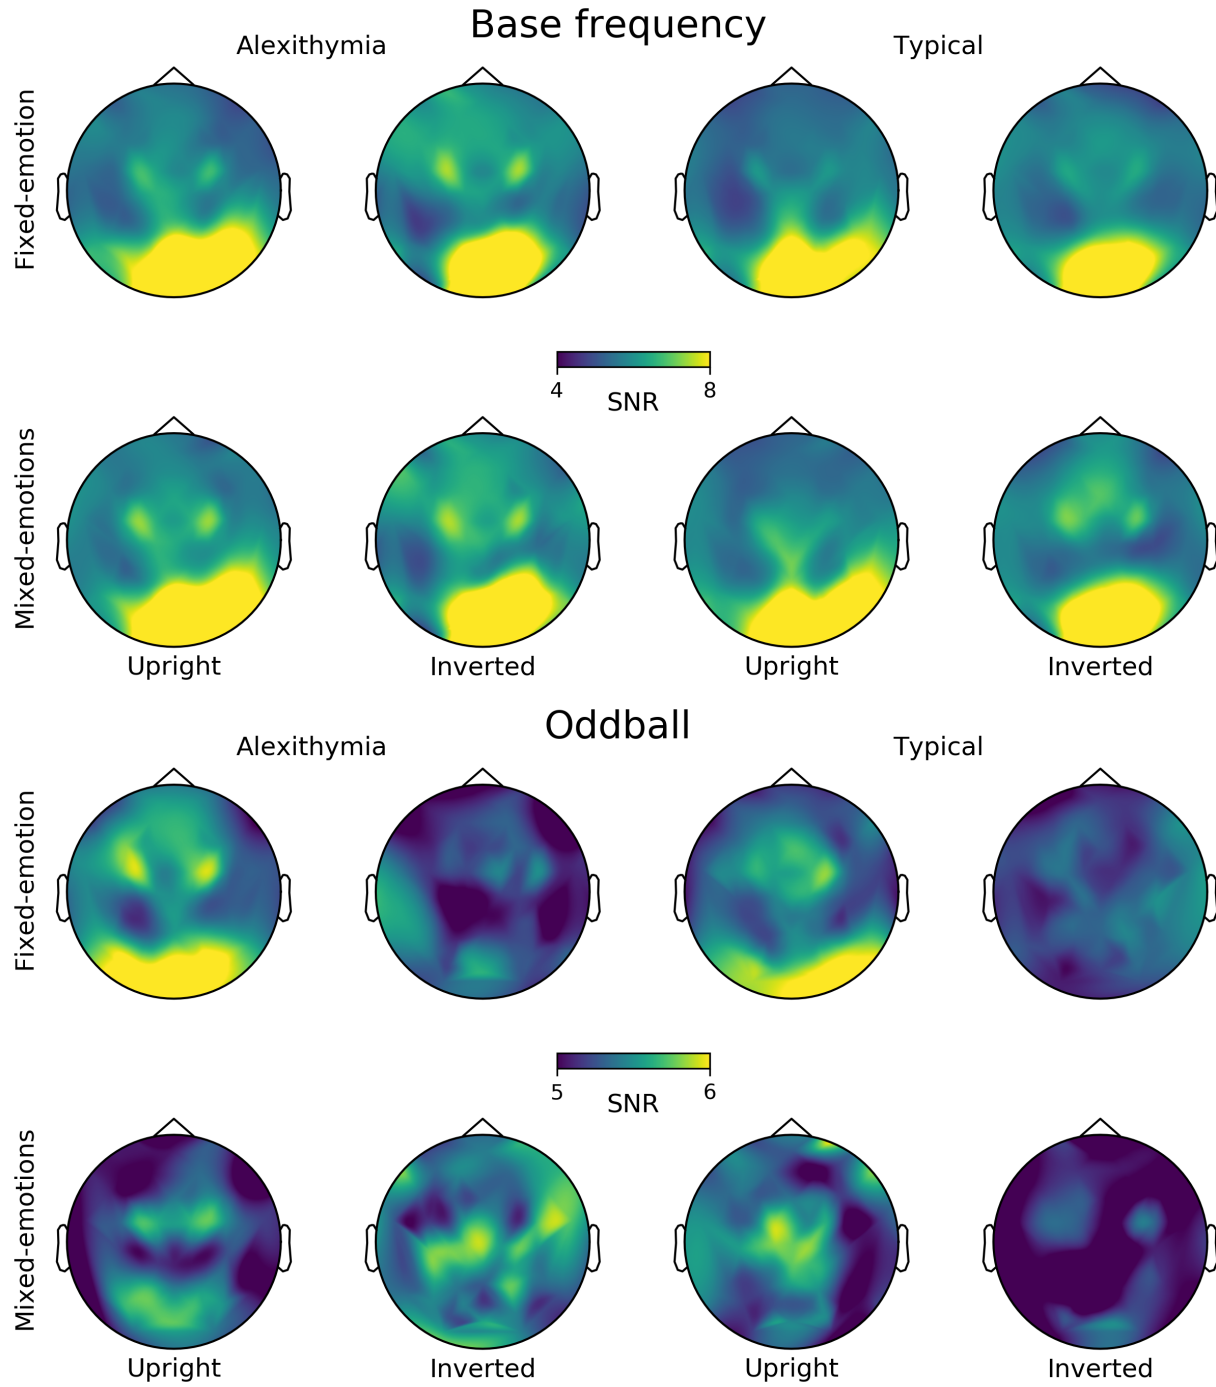 Base frequency
Alexithymia Typical
Fixed-emotion
4 8
SNR
Mixed-emotions
Upright Inverted Upright Inverted
Oddball
Alexithymia Typical
Fixed-emotion
5 6
SNR
Mixed-emotions
Upright Inverted Upright Inverted